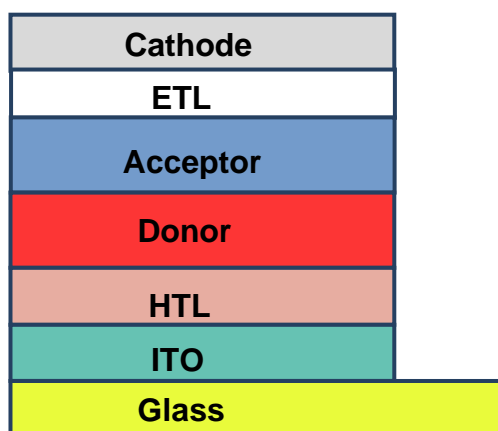 Cathode
ETL
Acceptor
Donor
HTL
ITO
Glass